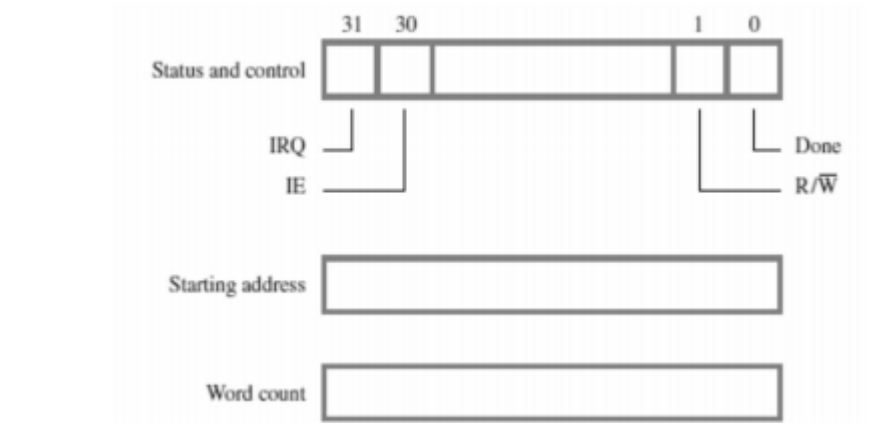 31 30 1 0
Status and control
IRQ Done
IE R/W̅
Starting address
Word count